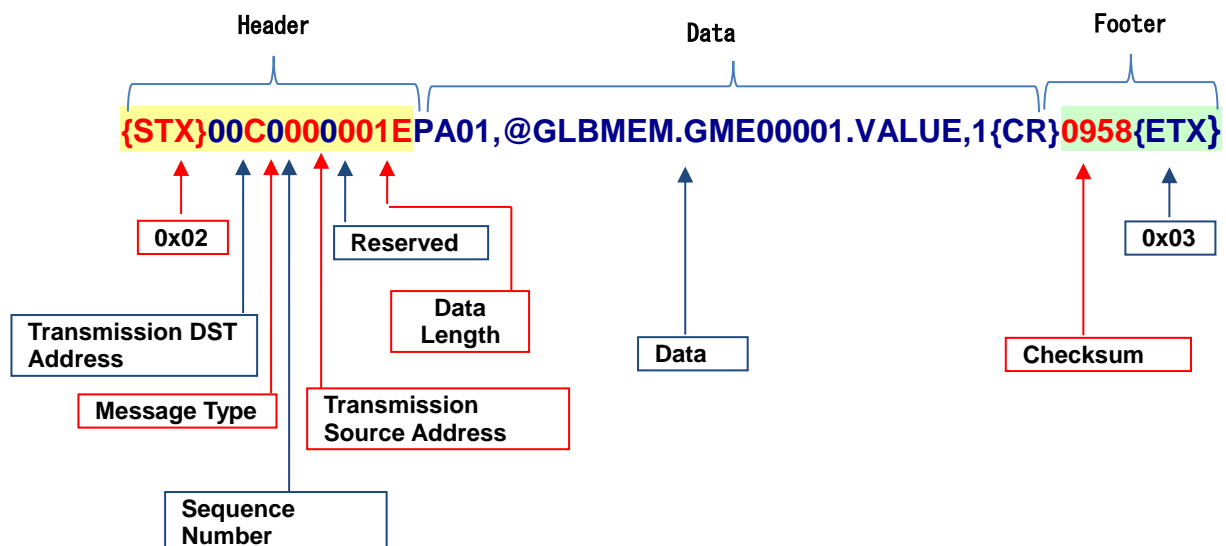 Header
Data
Footer
{STX}00C0000001EPA01,@GLBMEM.GME00001.VALUE,1{CR}0958{ETX}
0x02
Reserved
0x03
Transmission DST
Address
Data
Length
Data
Checksum
Message Type
Transmission
Source Address
Sequence
Number